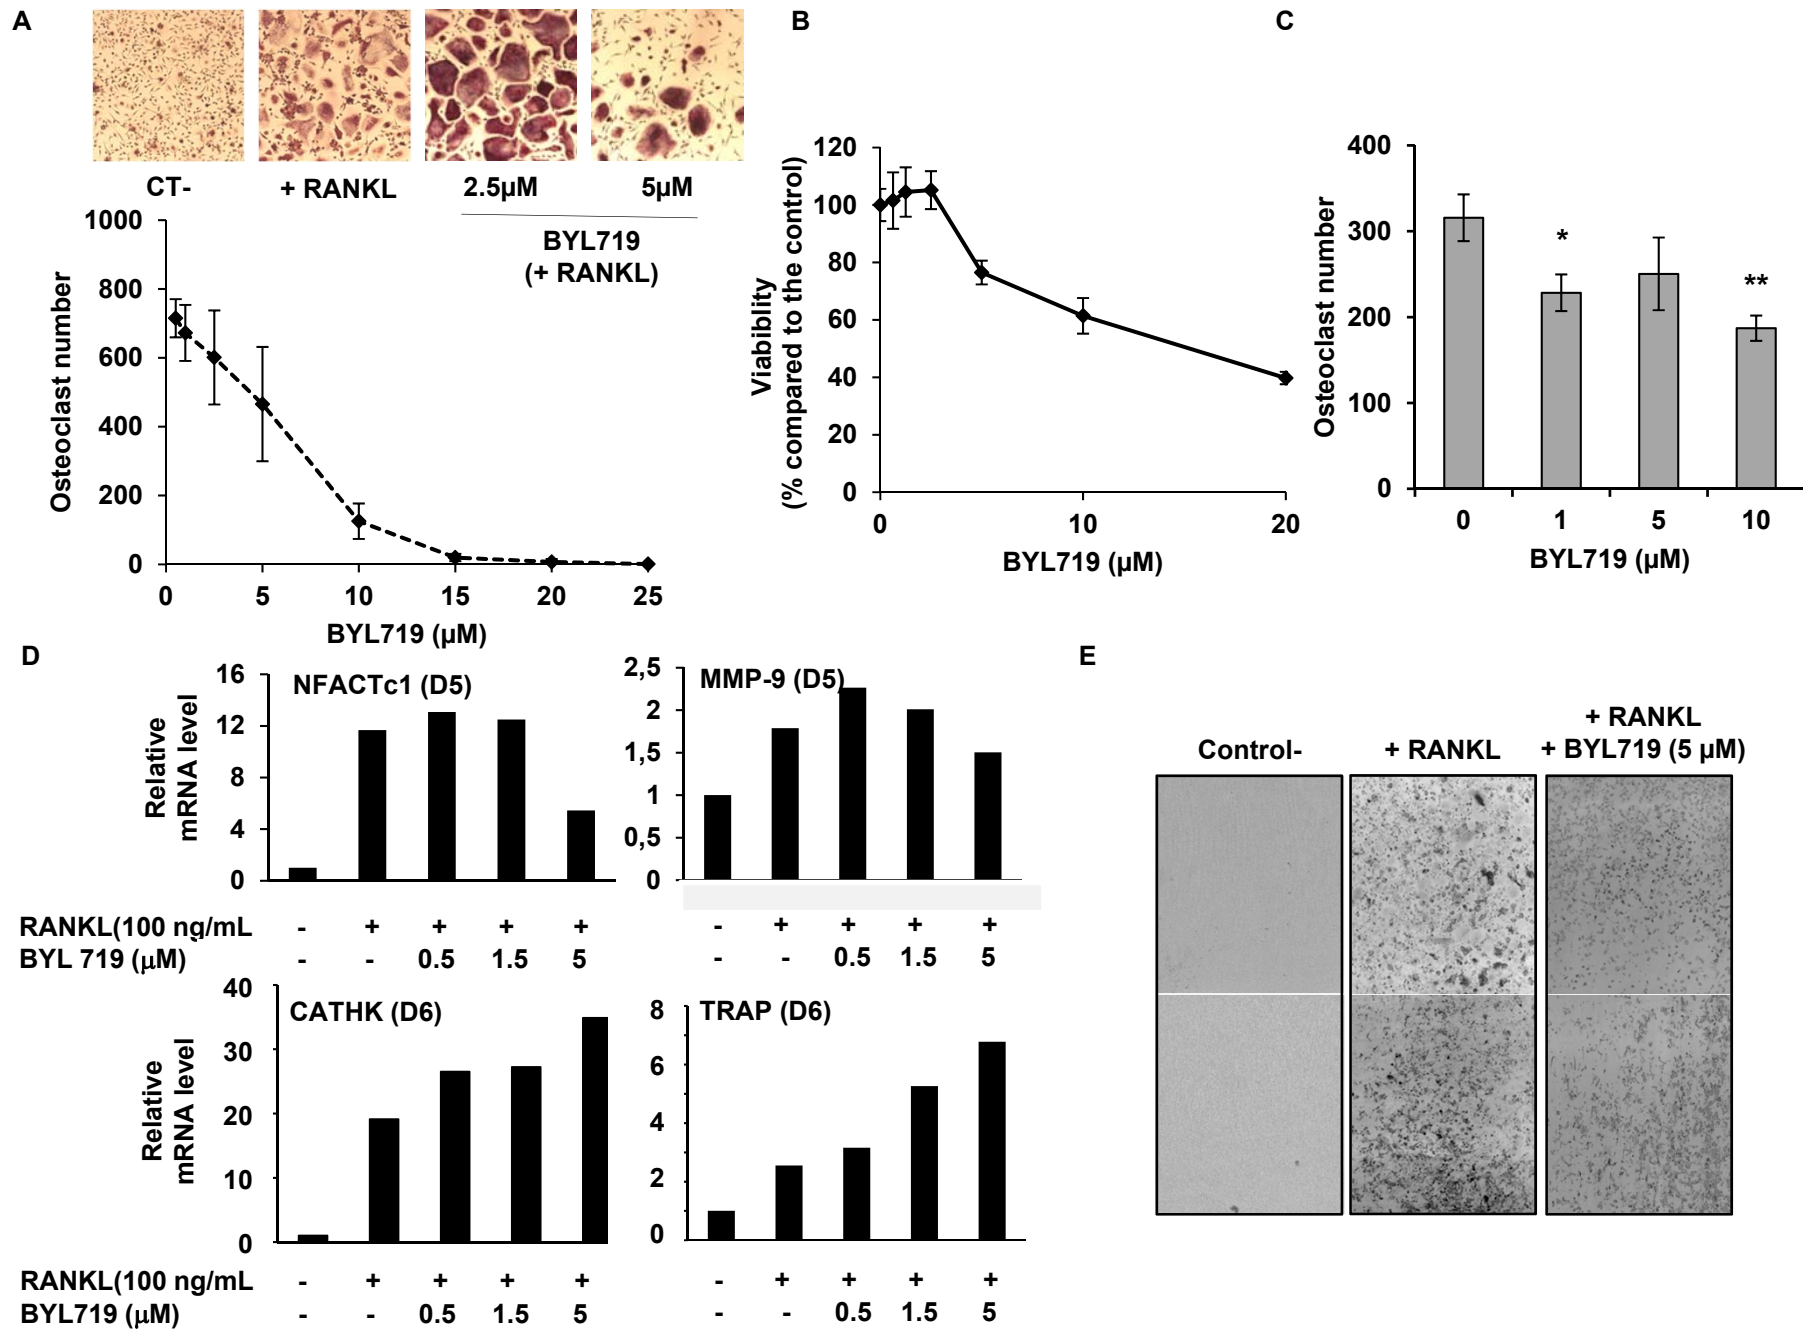 A
CT-
+ RANKL
2.5µM
5µM
BYL719
(+ RANKL)
Osteoclast number
1000
800
600
400
200
0
0
5
10
15
20
25
BYL719 (µM)
B
Viabiblity
(% compared to the control)
120
100
80
60
40
20
0
0
10
20
BYL719 (µM)
C
Osteoclast number
400
300
200
100
0
*
**
0
1
5
10
BYL719 (µM)
D
Relative
mRNA level
NFACTc1 (D5)
16
12
8
4
0
MMP-9 (D5)
2,5
2
1,5
1
0,5
0
RANKL(100 ng/mL - + + + + - + + + +
BYL 719 (µM) - - 0.5 1.5 5 - - 0.5 1.5 5
Relative
mRNA level
CATHK (D6)
40
30
20
10
0
TRAP (D6)
8
6
4
2
0
RANKL(100 ng/mL - + + + + - + + + +
BYL719 (µM) - - 0.5 1.5 5 - - 0.5 1.5 5
E
Control-
+ RANKL
+ RANKL
+ BYL719 (5 µM)